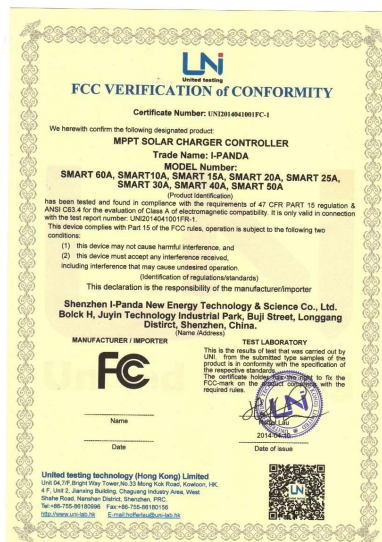 UNi
United testing
FCC VERIFICATION of CONFORMITY
Certificate Number: UNI2014041001FC-1
We herewith confirm the following designated product:
MPPT SOLAR CHARGER CONTROLLER
Trade Name: I-PANDA
MODEL Number:
SMART 60A, SMART10A, SMART 15A, SMART 20A, SMART 25A,
SMART 30A, SMART 40A, SMART 50A
(Product Identification)
has been tested and found in compliance with the requirements of 47 CFR PART 15 regulation &
ANSI C63.4 for the evaluation of Class A of electromagnetic compatibility. It is only valid in connection
with the test report number: UNI2014041001FR-1.
This device complies with Part 15 of the FCC rules, operation is subject to the following two
conditions:
(1) this device may not cause harmful interference, and
(2) this device must accept any interference received,
including interference that may cause undesired operation.
(Identification of regulations/standards)
This declaration is the responsibility of the manufacturer/importer
Shenzhen I-Panda New Energy Technology & Science Co., Ltd.
Bolck H, Juyin Technology Industrial Park, Buji Street, Longgang
Distirct, Shenzhen, China.
(Name /Address)
MANUFACTURER / IMPORTER
FC
Name
Date
TEST LABORATORY
This is the results of test that was carried out by
UNI. from the submitted type samples of the
product is in conformity with the specification of
the respective standards.
The certificate holder has the right to fix the
FCC-mark on the product complying with the
required rules.
UNi
Lau
2014-04-10
Date of issue
United testing technology (Hong Kong) Limited
Unit 04,7/F,Bright Way Tower,No.33 Mong Kok Road, Kowloon, HK.
4 F, Unit 2, Jianxing Building, Chaguang Industry Area, West
Shahe Road, Nanshan District, Shenzhen, PRC.
Tel:+86-755-86180996 Fax:+86-755-86180156
http://www.uni-lab.hk E-mail:hofferlau@uni-lab.hk
UNi